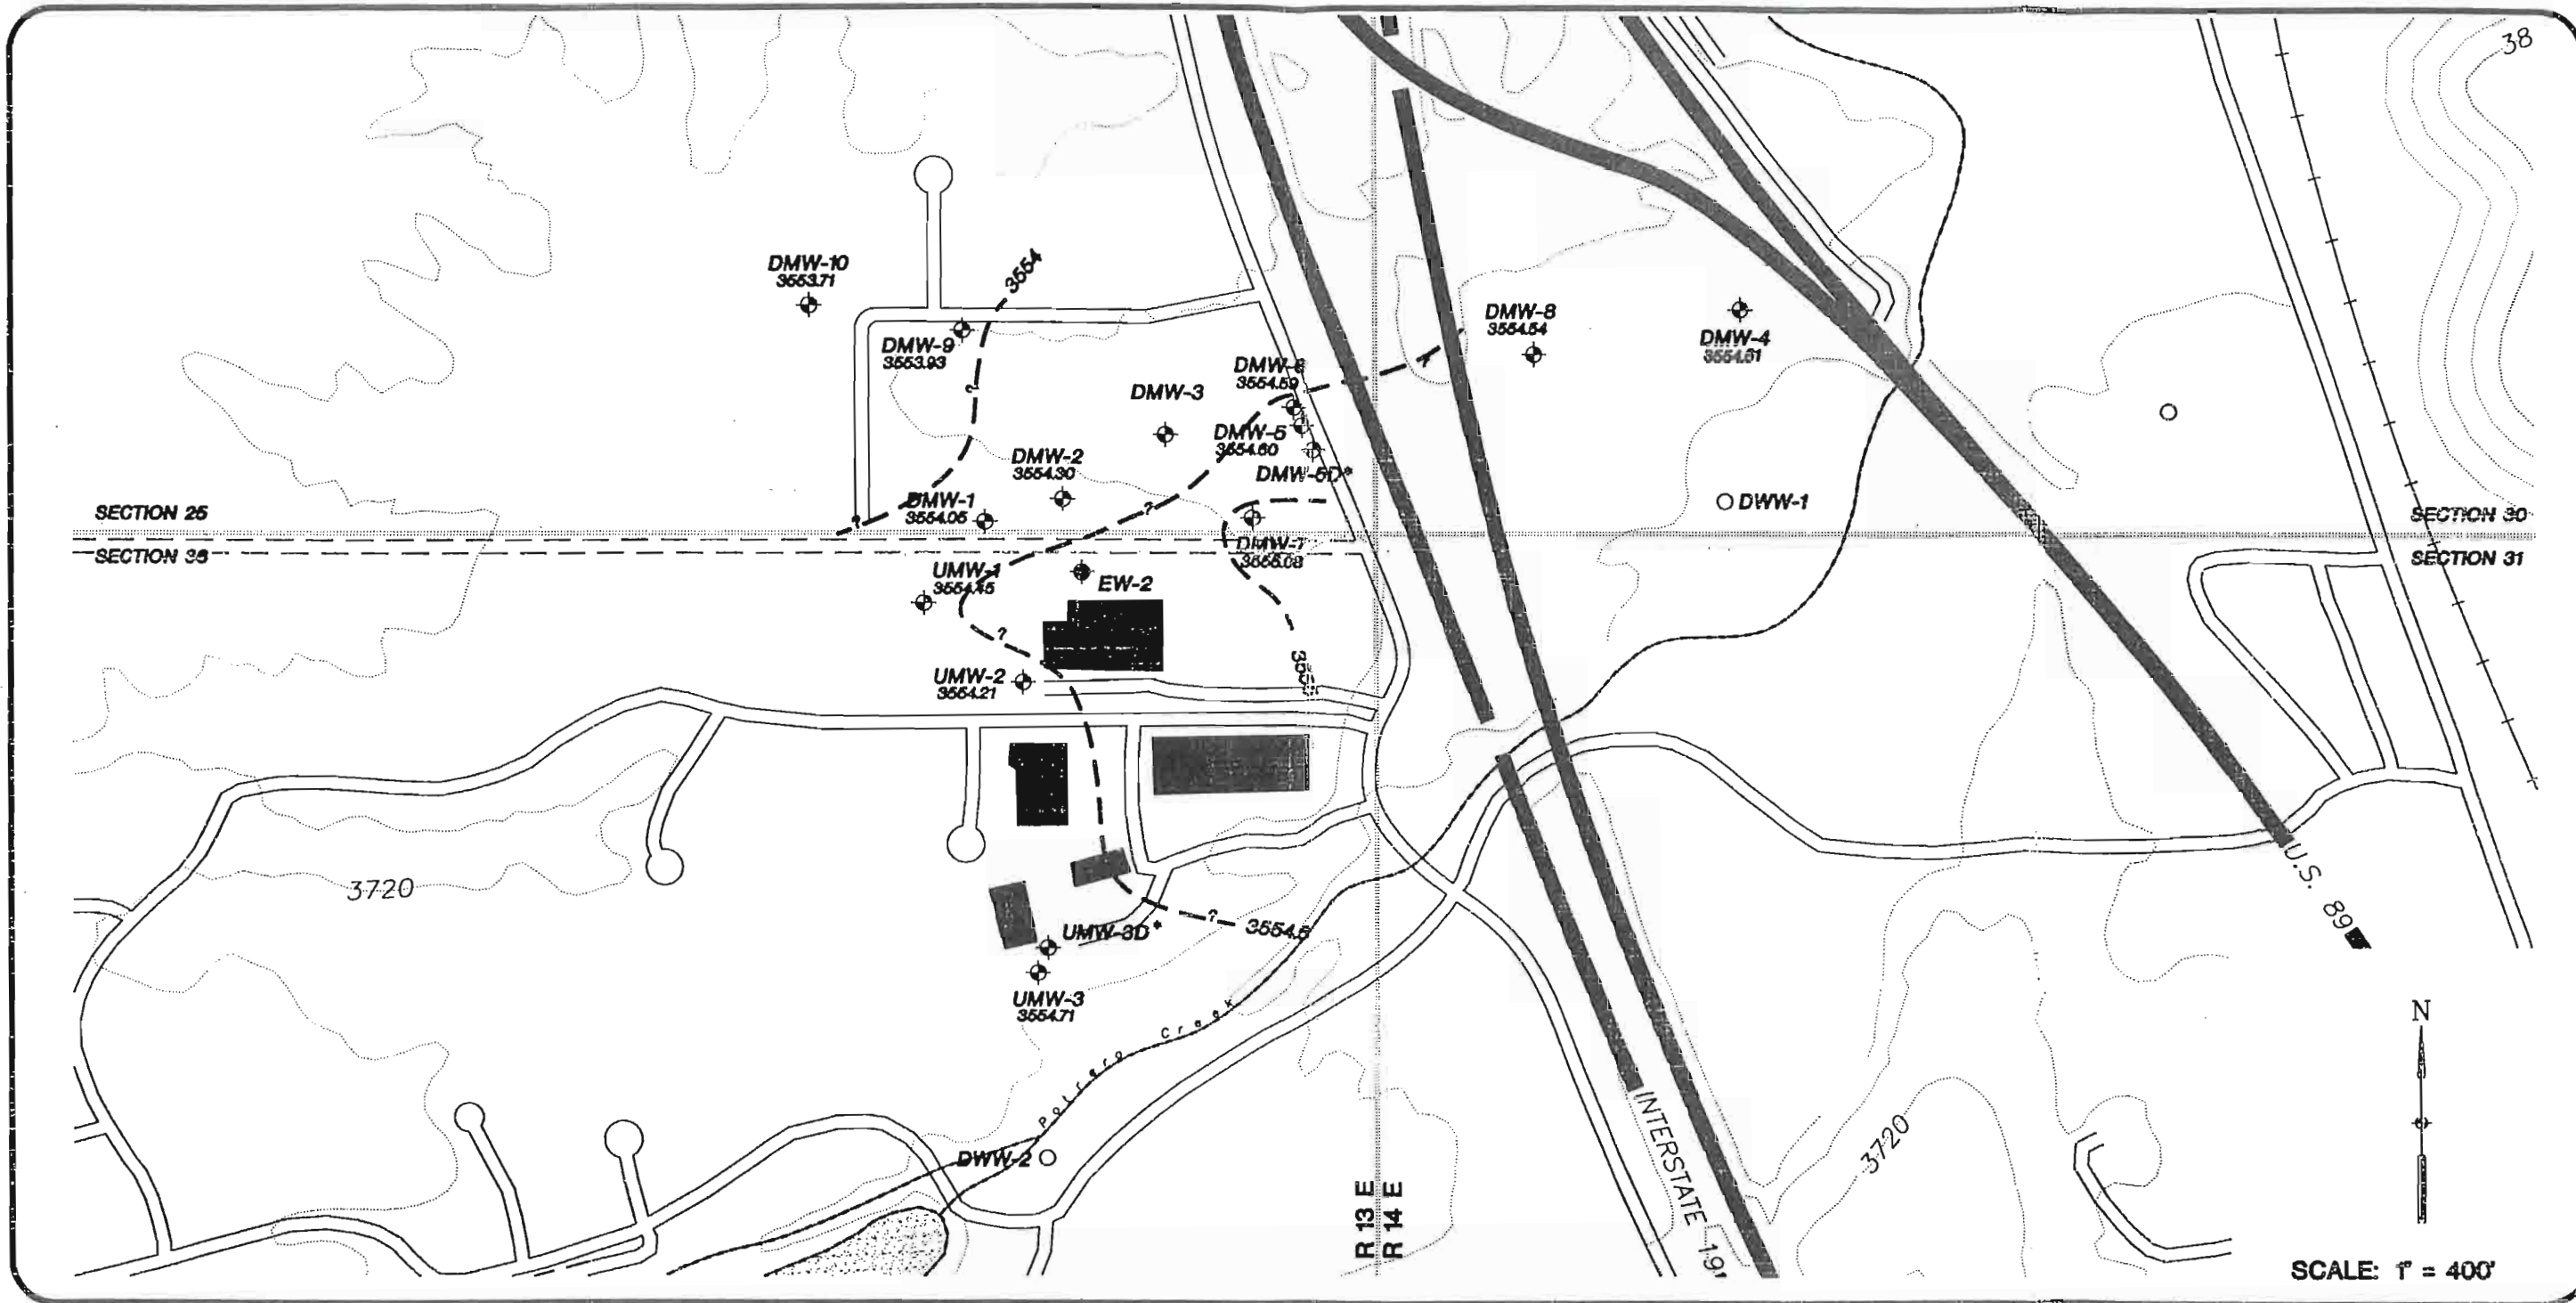 38
3554
DMW-10
3553.71
DMW-9
3553.93
DMW-8
3554.54
DMW-4
DMW-6
3554.59
DMW-3
DMW-5
3554.60
DMW-5D*
DMW-2
3554.30
DMW-1
3554.05
DWW-1
SECTION 25
SECTION 30
SECTION 36
SECTION 31
DMW-7
3555.08
UMW-1
3554.45
EW-2
UMW-2
3554.21
?
?
?
?
?
?
3720
U.S. 89
UMW-3D*
3554.5
UMW-3
3554.71
Potrero Creek
N
DWW-2
INTERSTATE 19
3720
R 13 E
R 14 E
SCALE: 1" = 400'